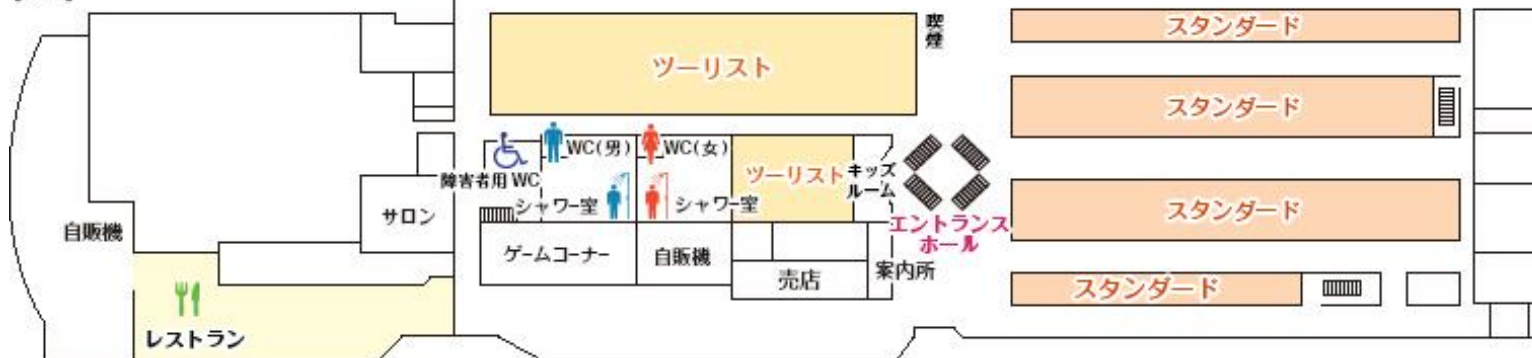 スタンダード
喫煙
ツーリスト
スタンダード
WC(男)
WC(女)
障害者用 WC
ツーリスト
キッズ
ルーム
シャワー室
シャワー室
サロン
スタンダード
自販機
エントランス
ホール
ゲームコーナー
自販機
売店
案内所
スタンダード
レストラン